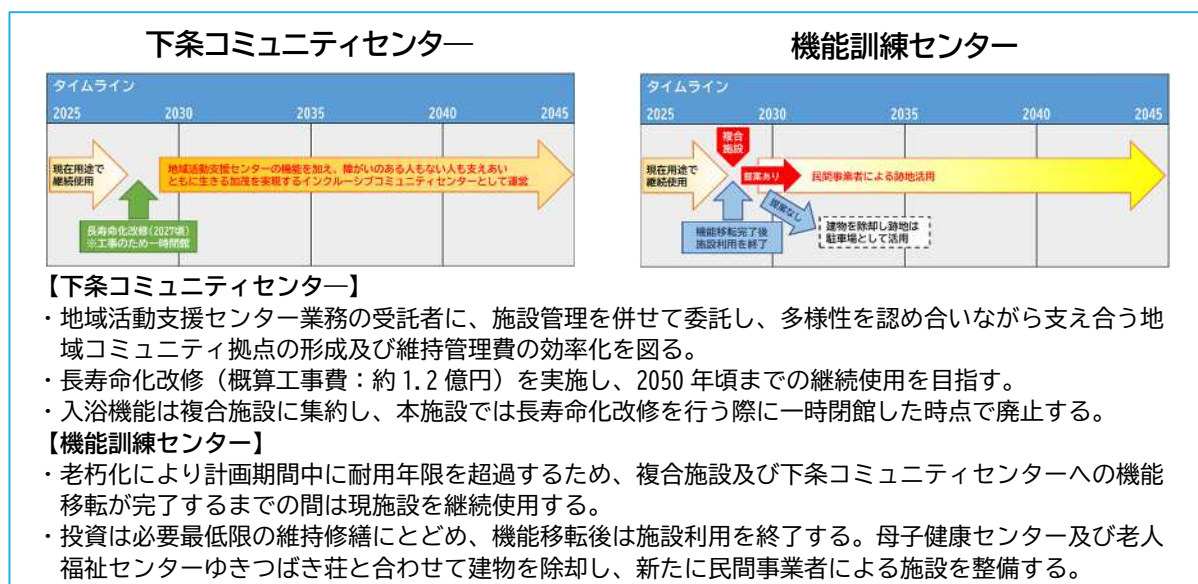 下条コミュニティセンター
タイムライン
2025 2030 2035 2040 2045
現在用途で
継続使用
地域活動支援センターの機能を加え、障がいのある人もない人も支えあい
ともに生きる加茂を実現するインクルーシブコミュニティセンターとして運営
長寿命化改修(2027頃)
※工事のため一時閉館
機能訓練センター
タイムライン
2025 2030 2035 2040 2045
複合
施設
現在用途で
継続使用
提案あり
民間事業者による跡地活用
提案なし
機能移転完了後
施設利用を終了
建物を除却し跡地は
駐車場として活用
【下条コミュニティセンター】
・地域活動支援センター業務の受託者に、施設管理を併せて委託し、多様性を認め合いながら支え合う地
域コミュニティ拠点の形成及び維持管理費の効率化を図る。
・長寿命化改修（概算工事費：約1.2億円）を実施し、2050年頃までの継続使用を目指す。
・入浴機能は複合施設に集約し、本施設では長寿命化改修を行う際に一時閉館した時点で廃止する。
【機能訓練センター】
・老朽化により計画期間中に耐用年限を超過するため、複合施設及び下条コミュニティセンターへの機能
移転が完了するまでの間は現施設を継続使用する。
・投資は必要最低限の維持修繕にとどめ、機能移転後は施設利用を終了する。母子健康センター及び老人
福祉センターゆきつばき荘と合わせて建物を除却し、新たに民間事業者による施設を整備する。